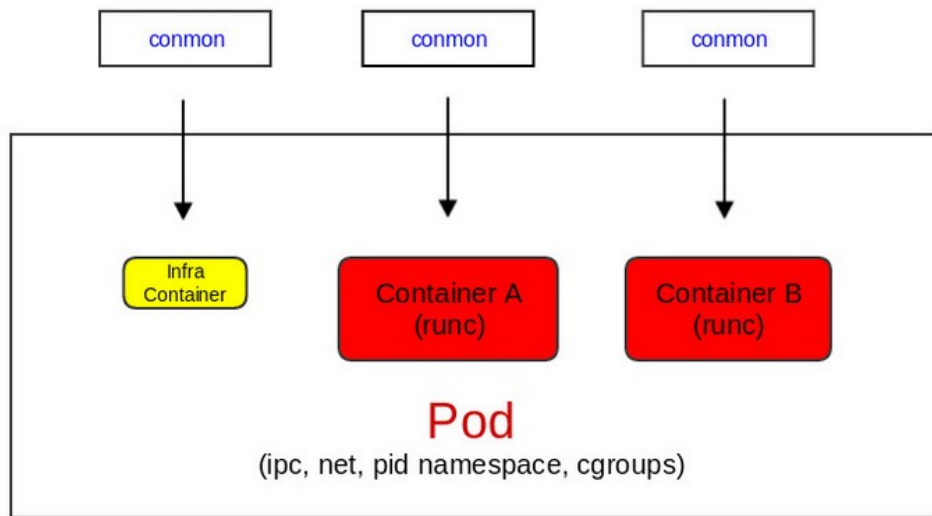 conmon
conmon
conmon
Infra
Container
Container A
(runc)
Container B
(runc)
Pod
(ipc, net, pid namespace, cgroups)